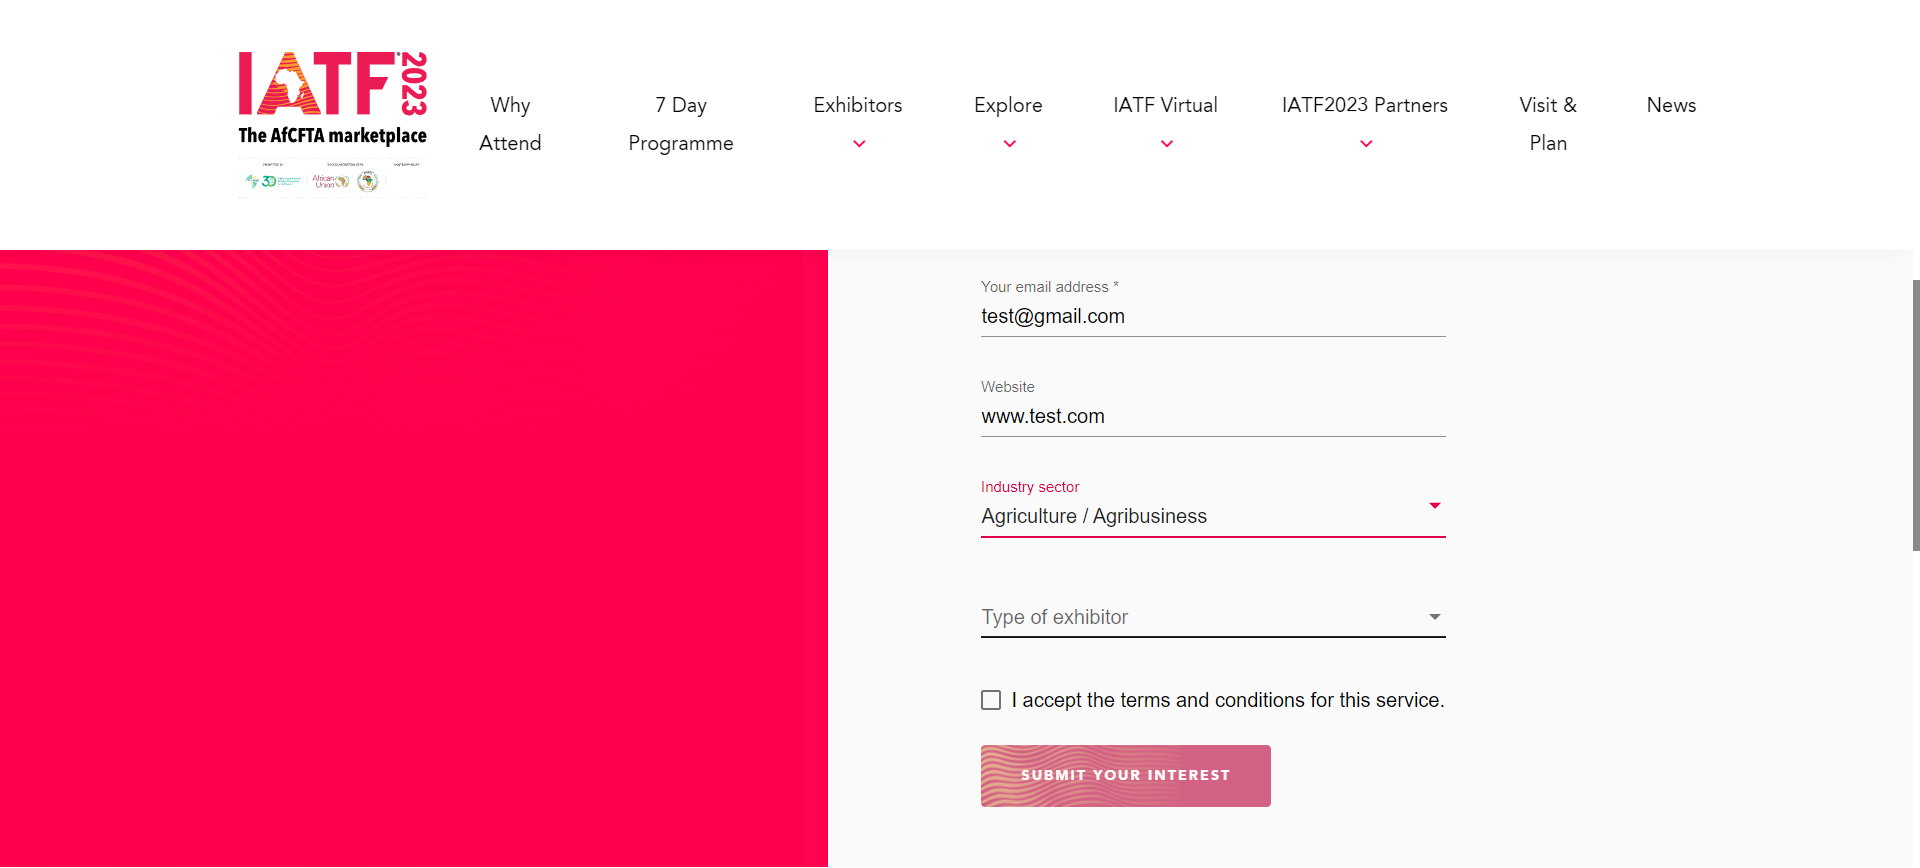 IATF 2023
The AfCFTA marketplace
African
Union
Why
Attend
7 Day
Programme
Exhibitors
Explore
IATF Virtual
IATF2023 Partners
Visit &
Plan
News
Your email address *
test@gmail.com
Website
www.test.com
Industry sector
Agriculture / Agribusiness
Type of exhibitor
I accept the terms and conditions for this service.
SUBMIT YOUR INTEREST